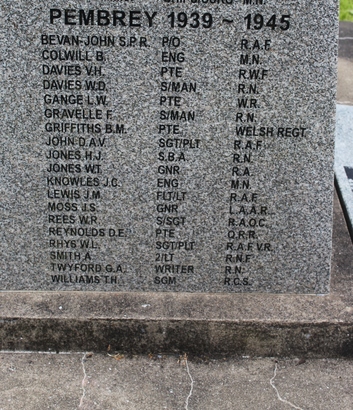 PEMBREY 1939 ~ 1945
BEVAN-JOHN S.P.R. P/O R.A.F.
COLWILL B. ENG M.N.
DAVIES V.H. PTE R.W.F
DAVIES W.D. S/MAN R.N.
GANGE L.W. PTE W.R.
GRAVELLE F. S/MAN R.N.
GRIFFITHS B.M. PTE WELSH REGT
JOHN D.A.V. SGT/PLT R.A.F.
JONES H.J. S.B.A R.N.
JONES W.T. GNR R.A.
KNOWLES J.C. ENG M.N.
LEWIS J.M. FLT/LT R.A.F.
MOSS J.S. GNR L.A.A.R.
REES W.R. S/SGT R.A.O.C.
REYNOLDS D.E. PTE Q.R.R.
RHYS W.L. SGT/PLT R.A.F.V.R.
SMITH A. 2/LT R.N.F.
TWYFORD G.A. WRITER R.N.
WILLIAMS T.H. SGM R.C.S.